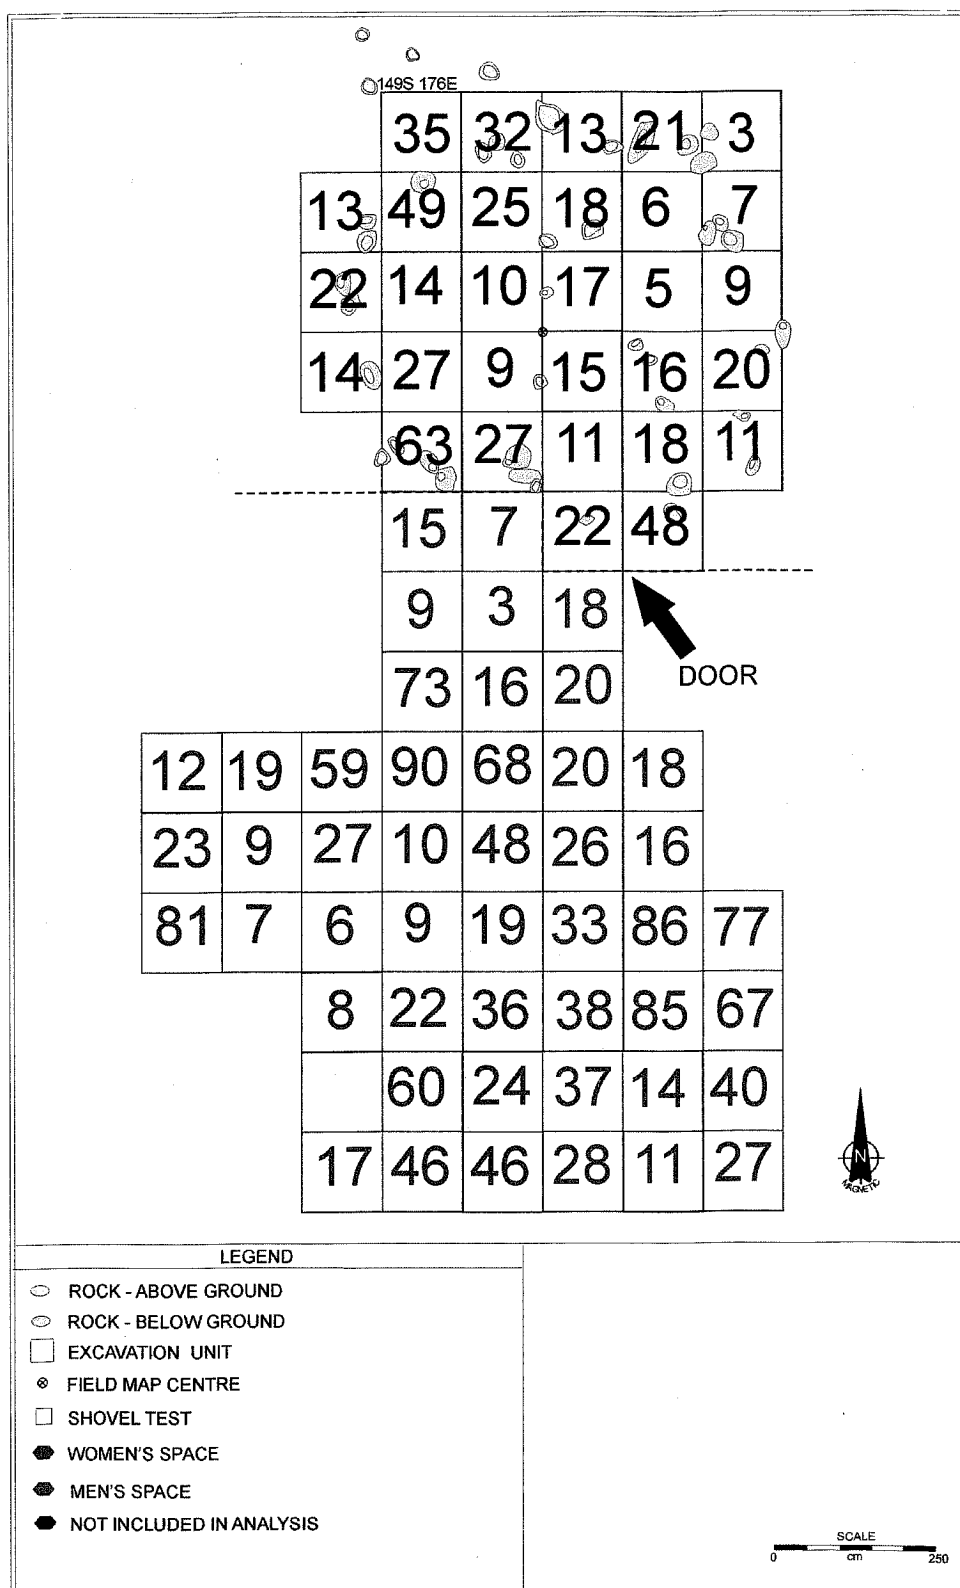 149S 176E
35 32 13 21 3
13 49 25 18 6 7
22 14 10 17 5 9
14 27 9 15 16 20
63 27 11 18 11
15 7 22 48
9 3 18
DOOR
73 16 20
12 19 59 90 68 20 18
23 9 27 10 48 26 16
81 7 6 9 19 33 86 77
8 22 36 38 85 67
60 24 37 14 40
17 46 46 28 11 27
N
MAGNETIC
LEGEND
ROCK - ABOVE GROUND
ROCK - BELOW GROUND
EXCAVATION UNIT
FIELD MAP CENTRE
SHOVEL TEST
WOMEN'S SPACE
MEN'S SPACE
NOT INCLUDED IN ANALYSIS
SCALE
0 cm 250